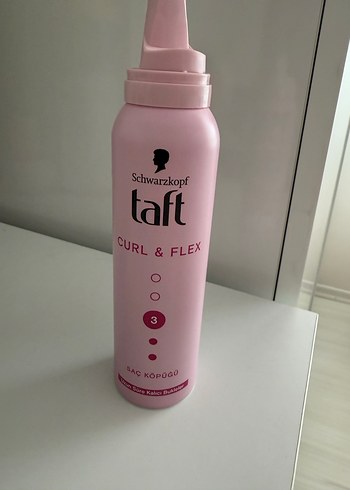 Schwarzkopf
taft
CURL & FLEX
3
SAÇ KÖPÜĞÜ